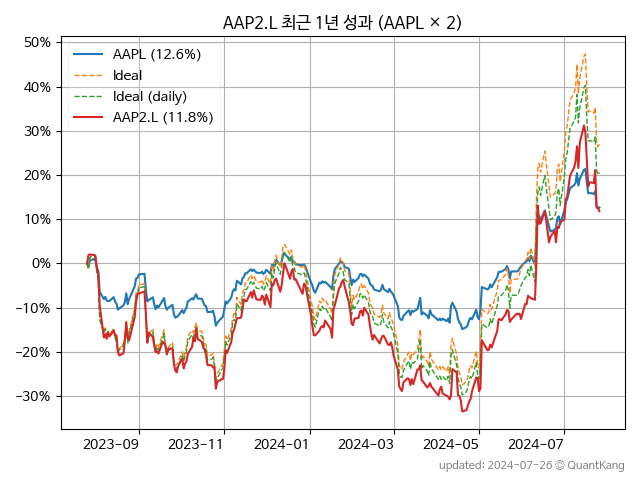 AAP2.L 최근 1년 성과 (AAPL × 2)
50%
40%
30%
20%
10%
0%
−10%
−20%
−30%
AAPL (12.6%)
Ideal
Ideal (daily)
AAP2.L (11.8%)
2023−09
2023−11
2024−01
2024−03
2024−05
2024−07
updated: 2024-07-26 © QuantKang